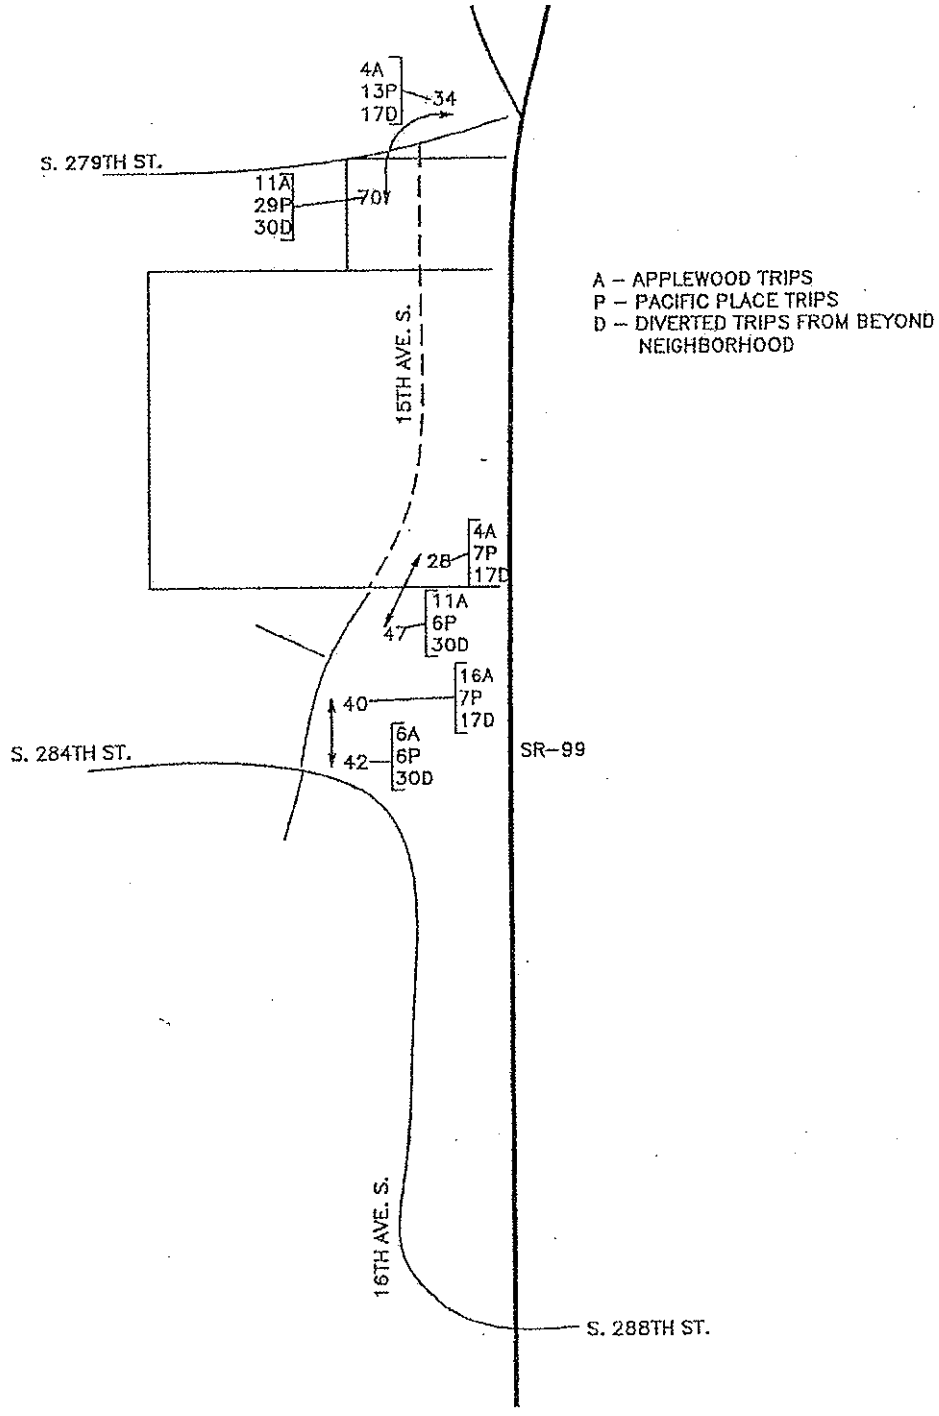 4A
13P
17D
34
S. 279TH ST.
11A
29P
30D
70
A - APPLEWOOD TRIPS
P - PACIFIC PLACE TRIPS
D - DIVERTED TRIPS FROM BEYOND
NEIGHBORHOOD
15TH AVE. S.
28
4A
7P
17D
47
11A
6P
30D
40
16A
7P
17D
42
6A
6P
30D
S. 284TH ST.
SR-99
16TH AVE. S.
S. 288TH ST.